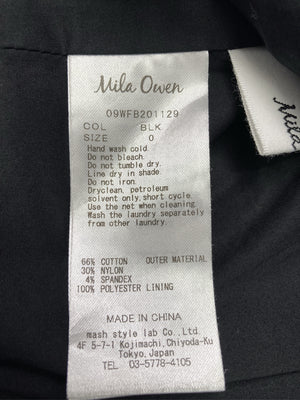 Mila Owen
09WFB201129
COL BLK
SIZE 0
Hand wash cold.
Do not bleach.
Do not tumble dry.
Line dry in shade.
Do not iron.
Dryclean, petroleum
solvent only, short cycle.
Use the net when cleaning.
Wash the laundry separately
from other laundry.
66% COTTON OUTER MATERIAL
30% NYLON
4% SPANDEX
100% POLYESTER LINING
MADE IN CHINA
mash style lab Co.,Ltd.
4F 5-7-1 Kojimachi, Chiyoda-Ku
Tokyo, Japan
TEL 03-5778-4105
Mila